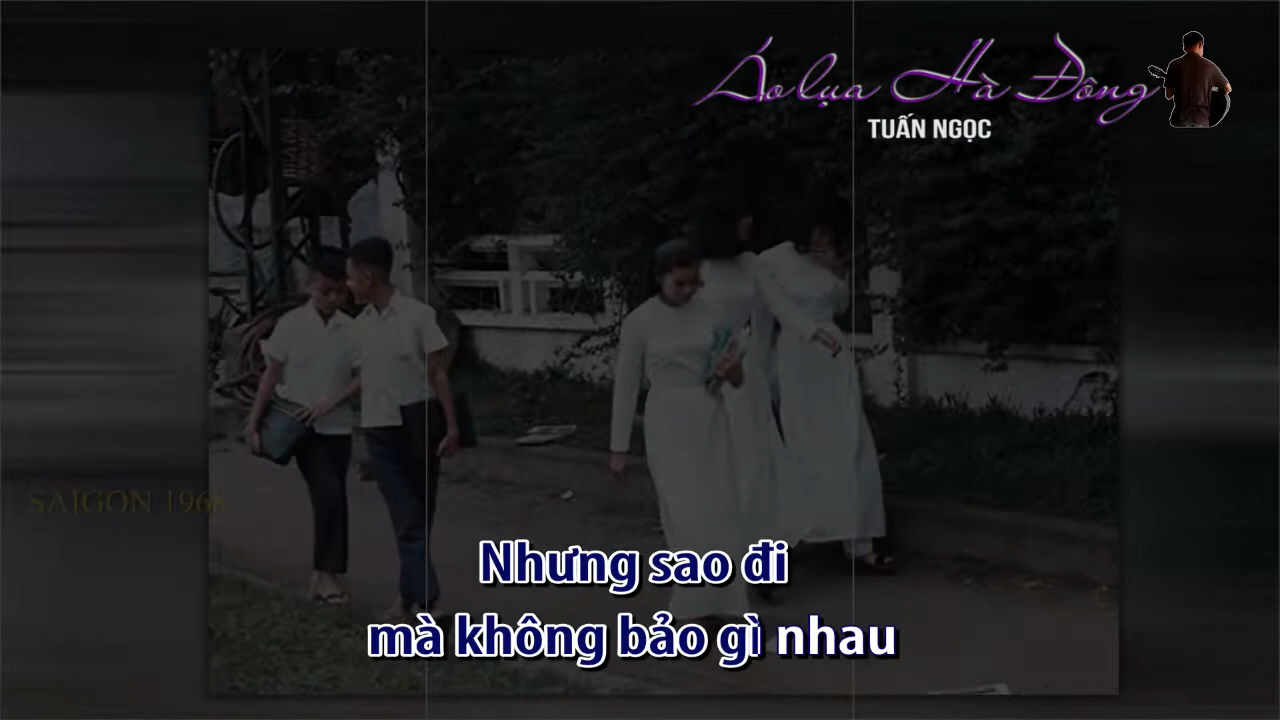 Áo lụa Hà Đông
TUẤN NGỌC
SAIGON 1968
Nhưng sao đi
mà không bảo gì nhau